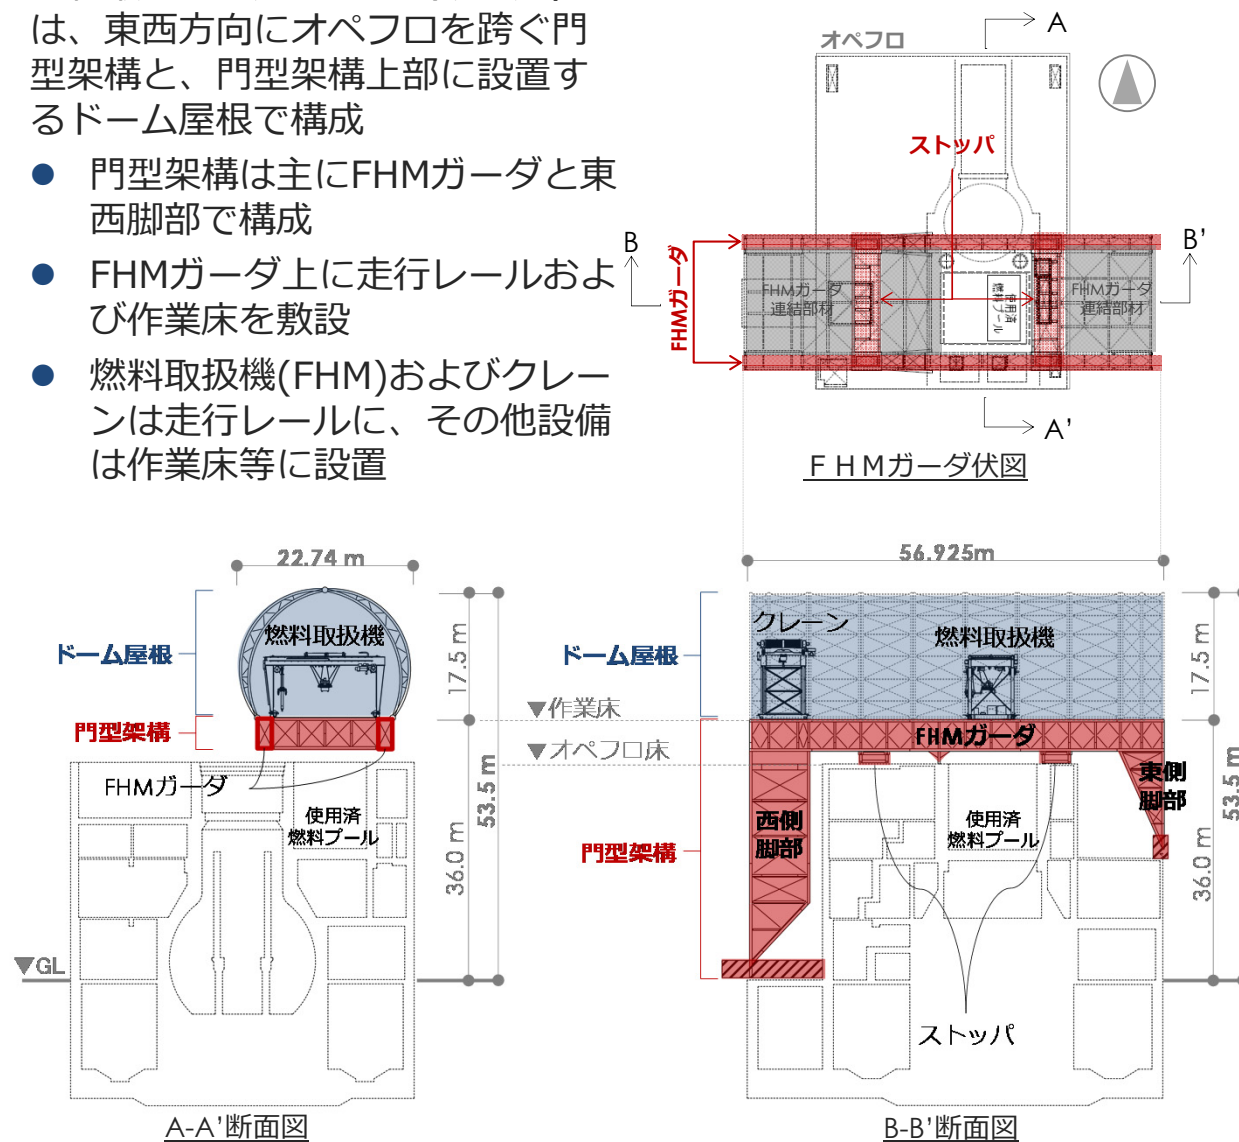 は、東西方向にオペフロを跨ぐ門
型架構と、門型架構上部に設置す
るドーム屋根で構成
● 門型架構は主にFHMガーダと東
西脚部で構成
● FHMガーダ上に走行レールおよ
び作業床を敷設
● 燃料取扱機(FHM)およびクレー
ンは走行レールに、その他設備
は作業床等に設置
A
オペフロ
ストッパ
B
B’
FHMガーダ
FHMガーダ
連結部材
使用済
燃料プール
FHMガーダ
連結部材
A’
ＦＨＭガーダ伏図
22.74 m
燃料取扱機
ドーム屋根
門型架構
FHMガーダ
使用済
燃料プール
17.5 m
36.0 m
53.5 m
▼GL
A-A’断面図
56.925m
クレーン
燃料取扱機
ドーム屋根
▼作業床
▼オペフロ床
FHMガーダ
東側
脚部
西側
脚部
使用済
燃料プール
門型架構
17.5 m
36.0 m
53.5 m
ストッパ
B-B’断面図